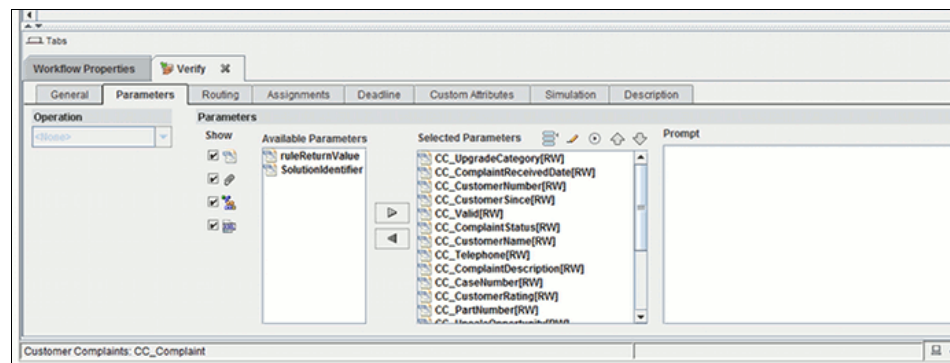 Tabs
Workflow Properties Verify
General Parameters Routing Assignments Deadline Custom Attributes Simulation Description
Operation Parameters
<None> Show Available Parameters Selected Parameters Prompt
ruleReturnValue
SolutionIdentifier
CC_UpgradeCategory[RW]
CC_ComplaintReceivedDate[RW]
CC_CustomerNumber[RW]
CC_CustomerSince[RW]
CC_Valid[RW]
CC_ComplaintStatus[RW]
CC_CustomerName[RW]
CC_Telephone[RW]
CC_ComplaintDescription[RW]
CC_CaseNumber[RW]
CC_CustomerRating[RW]
CC_PartNumber[RW]
CC_UpsaleOpportunity[RW]
Customer Complaints: CC_Complaint